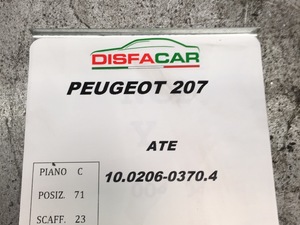 DISFACAR
PEUGEOT 207
ATE
10.0206-0370.4
PIANO C
POSIZ. 71
SCAFF. 23